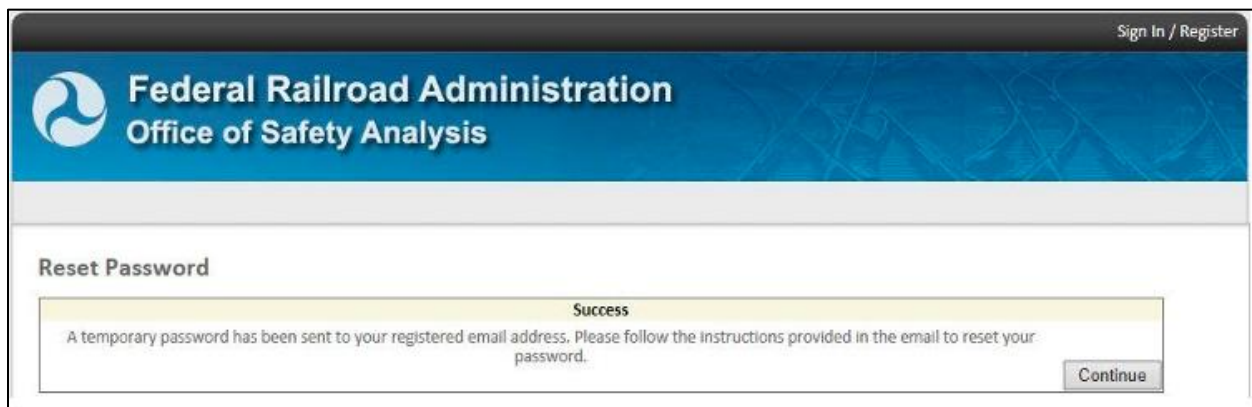 Sign In / Register
Federal Railroad Administration
Office of Safety Analysis
Reset Password
Success
A temporary password has been sent to your registered email address. Please follow the instructions provided in the email to reset your
password.
Continue